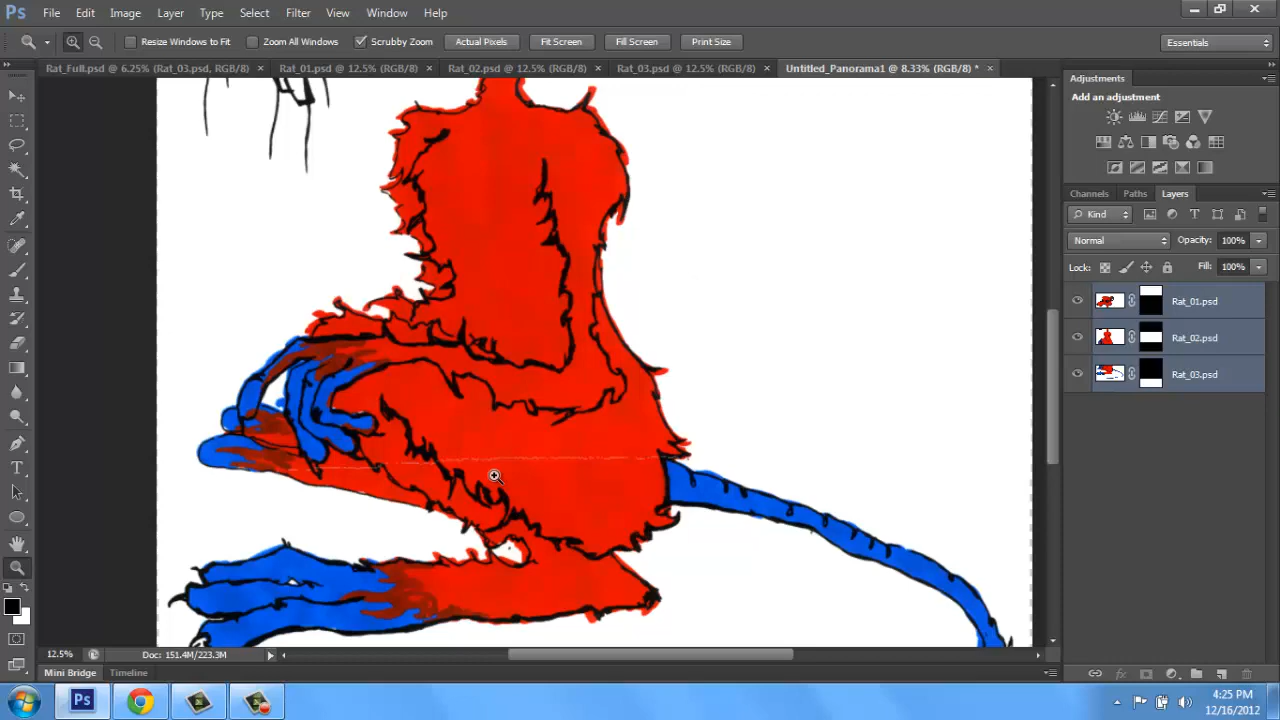 Ps File Edit Image Layer Type Select Filter View Window Help
Resize Windows to Fit Zoom All Windows Scrubby Zoom Actual Pixels Fit Screen Fill Screen Print Size Essentials
Rat_Full.psd @ 6.25% (Rat_03.psd, RGB/8) × Rat_01.psd @ 12.5% (RGB/8) × Rat_02.psd @ 12.5% (RGB/8) × Rat_03.psd @ 12.5% (RGB/8) × Untitled_Panorama1 @ 8.33% (RGB/8) * ×
Adjustments
Add an adjustment
Channels Paths Layers
Kind
Normal Opacity: 100%
Lock: Fill: 100%
Rat_01.psd
Rat_02.psd
Rat_03.psd
12.5% Doc: 151.4M/223.3M
Mini Bridge Timeline
Ps
4:25 PM
12/16/2012